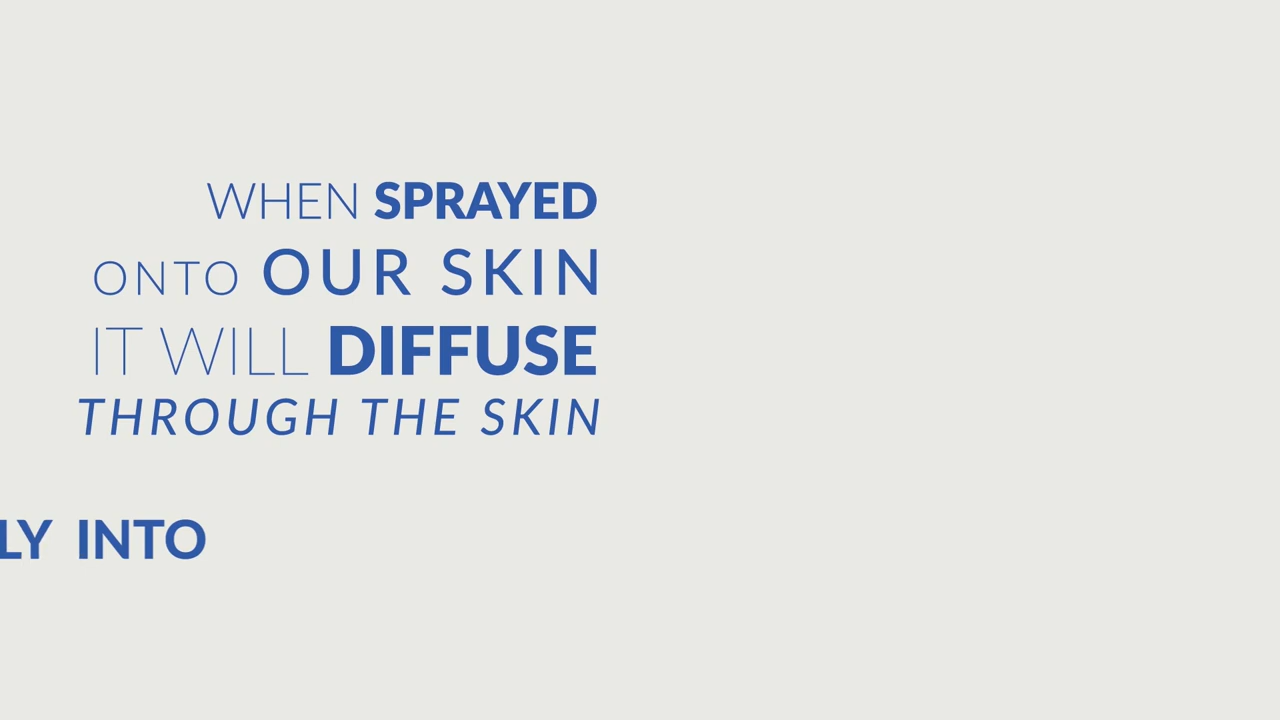 WHEN SPRAYED
ONTO OUR SKIN
IT WILL DIFFUSE
THROUGH THE SKIN
LY INTO